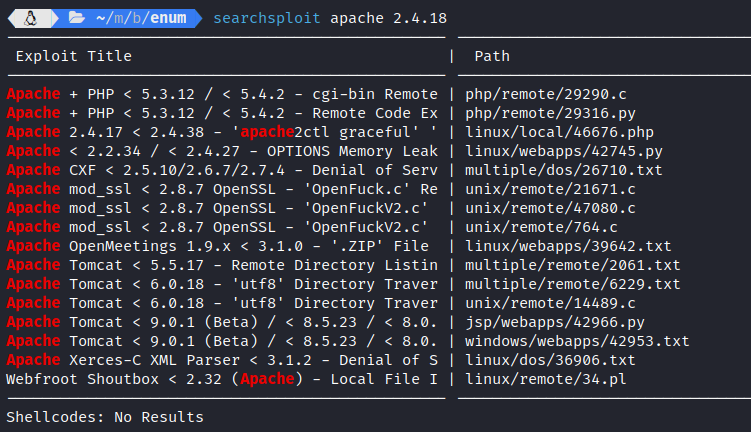 ~/m/b/enum searchsploit apache 2.4.18
Exploit Title | Path
Apache + PHP < 5.3.12 / < 5.4.2 - cgi-bin Remote | php/remote/29290.c
Apache + PHP < 5.3.12 / < 5.4.2 - Remote Code Ex | php/remote/29316.py
Apache 2.4.17 < 2.4.38 - 'apache2ctl graceful' ' | linux/local/46676.php
Apache < 2.2.34 / < 2.4.27 - OPTIONS Memory Leak | linux/webapps/42745.py
Apache CXF < 2.5.10/2.6.7/2.7.4 - Denial of Serv | multiple/dos/26710.txt
Apache mod_ssl < 2.8.7 OpenSSL - 'OpenFuck.c' Re | unix/remote/21671.c
Apache mod_ssl < 2.8.7 OpenSSL - 'OpenFuckV2.c' | unix/remote/47080.c
Apache mod_ssl < 2.8.7 OpenSSL - 'OpenFuckV2.c' | unix/remote/764.c
Apache OpenMeetings 1.9.x < 3.1.0 - '.ZIP' File | linux/webapps/39642.txt
Apache Tomcat < 5.5.17 - Remote Directory Listin | multiple/remote/2061.txt
Apache Tomcat < 6.0.18 - 'utf8' Directory Traver | multiple/remote/6229.txt
Apache Tomcat < 6.0.18 - 'utf8' Directory Traver | unix/remote/14489.c
Apache Tomcat < 9.0.1 (Beta) / < 8.5.23 / < 8.0. | jsp/webapps/42966.py
Apache Tomcat < 9.0.1 (Beta) / < 8.5.23 / < 8.0. | windows/webapps/42953.txt
Apache Xerces-C XML Parser < 3.1.2 - Denial of S | linux/dos/36906.txt
Webfroot Shoutbox < 2.32 (Apache) - Local File I | linux/remote/34.pl
Shellcodes: No Results